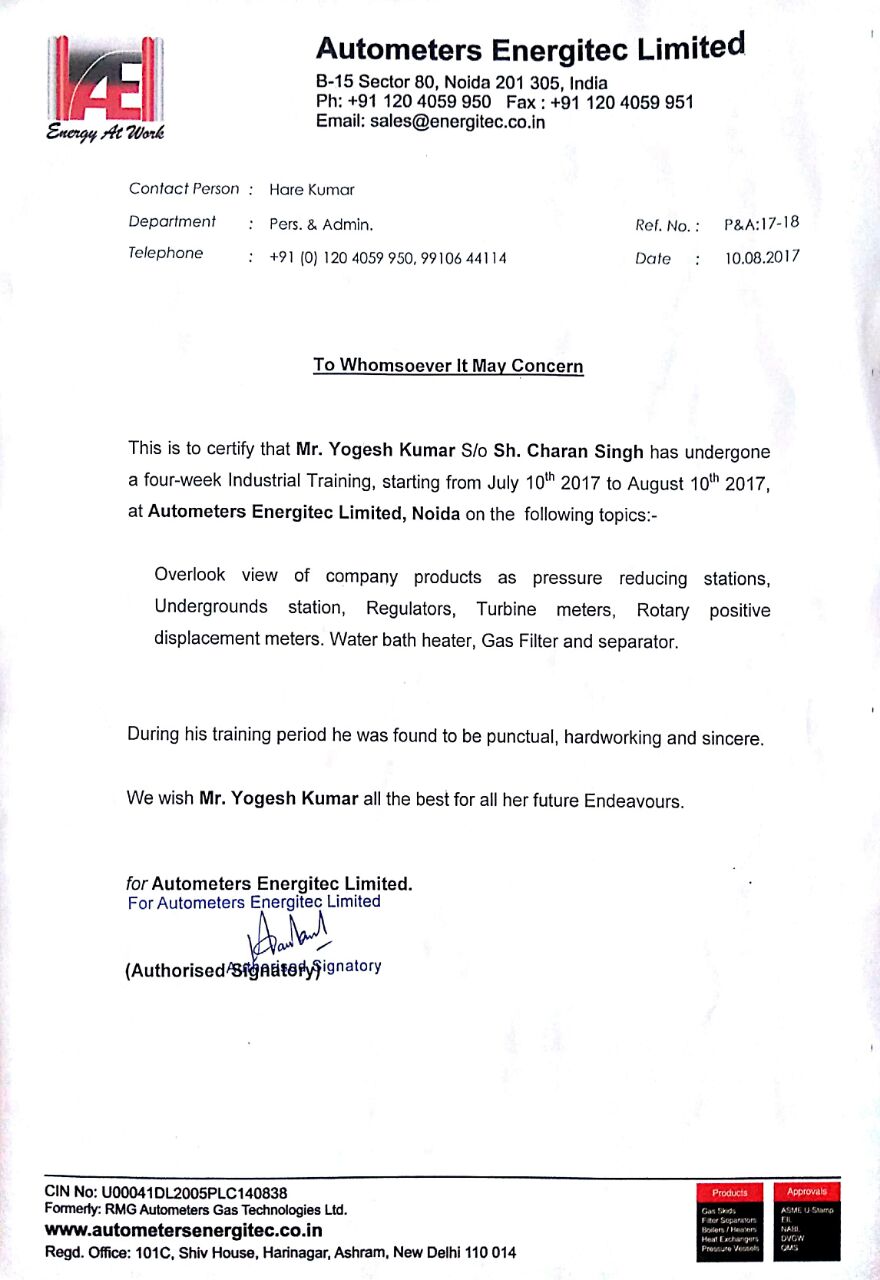 Autometers Energitec Limited
B-15 Sector 80, Noida 201 305, India
Ph: +91 120 4059 950 Fax : +91 120 4059 951
Email: sales@energitec.co.in
AE
Energy At Work
Contact Person : Hare Kumar
Department : Pers. & Admin.
Ref. No. : P&A:17-18
Telephone : +91 (0) 120 4059 950, 99106 44114
Date : 10.08.2017
To Whomsoever It May Concern
This is to certify that Mr. Yogesh Kumar S/o Sh. Charan Singh has undergone
a four-week Industrial Training, starting from July 10th 2017 to August 10th 2017,
at Autometers Energitec Limited, Noida on the following topics:-
Overlook view of company products as pressure reducing stations,
Undergrounds station, Regulators, Turbine meters, Rotary positive
displacement meters. Water bath heater, Gas Filter and separator.
During his training period he was found to be punctual, hardworking and sincere.
We wish Mr. Yogesh Kumar all the best for all her future Endeavours.
for Autometers Energitec Limited.
For Autometers Energitec Limited
(Authorised Signatory)
Authorised Signatory
CIN No: U00041DL2005PLC140838
Formerly: RMG Autometers Gas Technologies Ltd.
www.autometersenergitec.co.in
Regd. Office: 101C, Shiv House, Harinagar, Ashram, New Delhi 110 014
Products
Gas Skids
Filter Separators
Boilers / Heaters
Heat Exchangers
Pressure Vessels
Approvals
ASME U-Stamp
EIL
NABL
DVGW
QMS